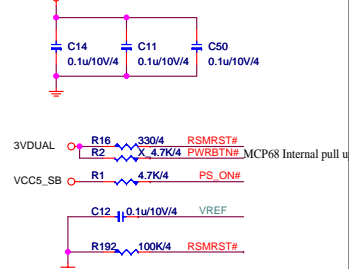 C14 C11 C50
0.1u/10V/4 0.1u/10V/4 0.1u/10V/4
3VDUAL R16 330/4 RSMRST#
R2 X_4.7K/4 PWRBTN# MCP68 Internal pull u
VCC5_SB R1 4.7K/4 PS_ON#
C12 0.1u/10V/4 VREF
R192 100K/4 RSMRST#